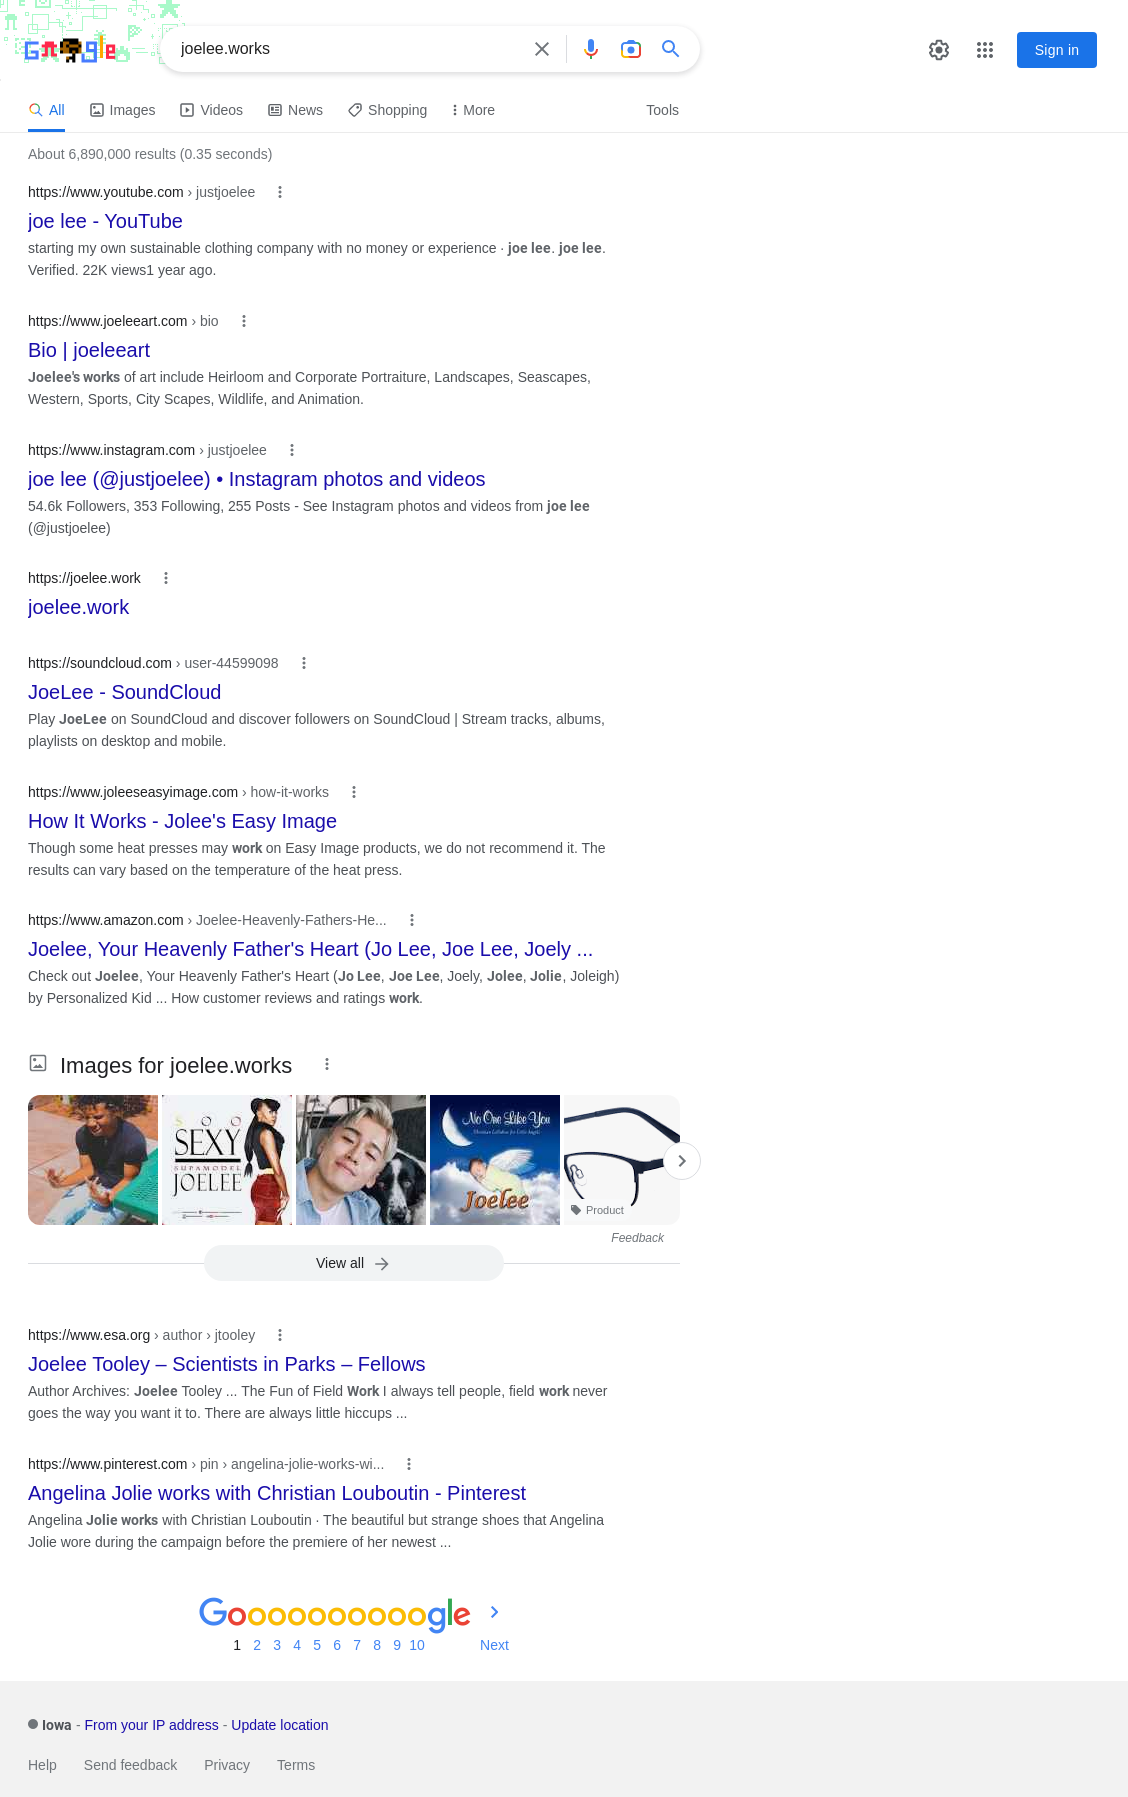 joelee.works
Sign in
All
Images
Videos
News
Shopping
More
Tools
About 6,890,000 results (0.35 seconds)
https://www.youtube.com › justjoelee
joe lee - YouTube
starting my own sustainable clothing company with no money or experience · joe lee. joe lee.
Verified. 22K views1 year ago.
https://www.joeleeart.com › bio
Bio | joeleeart
Joelee's works of art include Heirloom and Corporate Portraiture, Landscapes, Seascapes,
Western, Sports, City Scapes, Wildlife, and Animation.
https://www.instagram.com › justjoelee
joe lee (@justjoelee) • Instagram photos and videos
54.6k Followers, 353 Following, 255 Posts - See Instagram photos and videos from joe lee
(@justjoelee)
https://joelee.work
joelee.work
https://soundcloud.com › user-44599098
JoeLee - SoundCloud
Play JoeLee on SoundCloud and discover followers on SoundCloud | Stream tracks, albums,
playlists on desktop and mobile.
https://www.joleeseasyimage.com › how-it-works
How It Works - Jolee's Easy Image
Though some heat presses may work on Easy Image products, we do not recommend it. The
results can vary based on the temperature of the heat press.
https://www.amazon.com › Joelee-Heavenly-Fathers-He...
Joelee, Your Heavenly Father's Heart (Jo Lee, Joe Lee, Joely ...
Check out Joelee, Your Heavenly Father's Heart (Jo Lee, Joe Lee, Joely, Jolee, Jolie, Joleigh)
by Personalized Kid ... How customer reviews and ratings work.
Images for joelee.works
SOO
SEXY
SUPAMODEL
JOELEE
No One Like You
Christian Lullabies for Little Angels
Joelee
Product
Feedback
View all
https://www.esa.org › author › jtooley
Joelee Tooley – Scientists in Parks – Fellows
Author Archives: Joelee Tooley ... The Fun of Field Work I always tell people, field work never
goes the way you want it to. There are always little hiccups ...
https://www.pinterest.com › pin › angelina-jolie-works-wi...
Angelina Jolie works with Christian Louboutin - Pinterest
Angelina Jolie works with Christian Louboutin · The beautiful but strange shoes that Angelina
Jolie wore during the campaign before the premiere of her newest ...
Goooooooooogle
1 2 3 4 5 6 7 8 9 10 Next
Iowa - From your IP address - Update location
Help Send feedback Privacy Terms